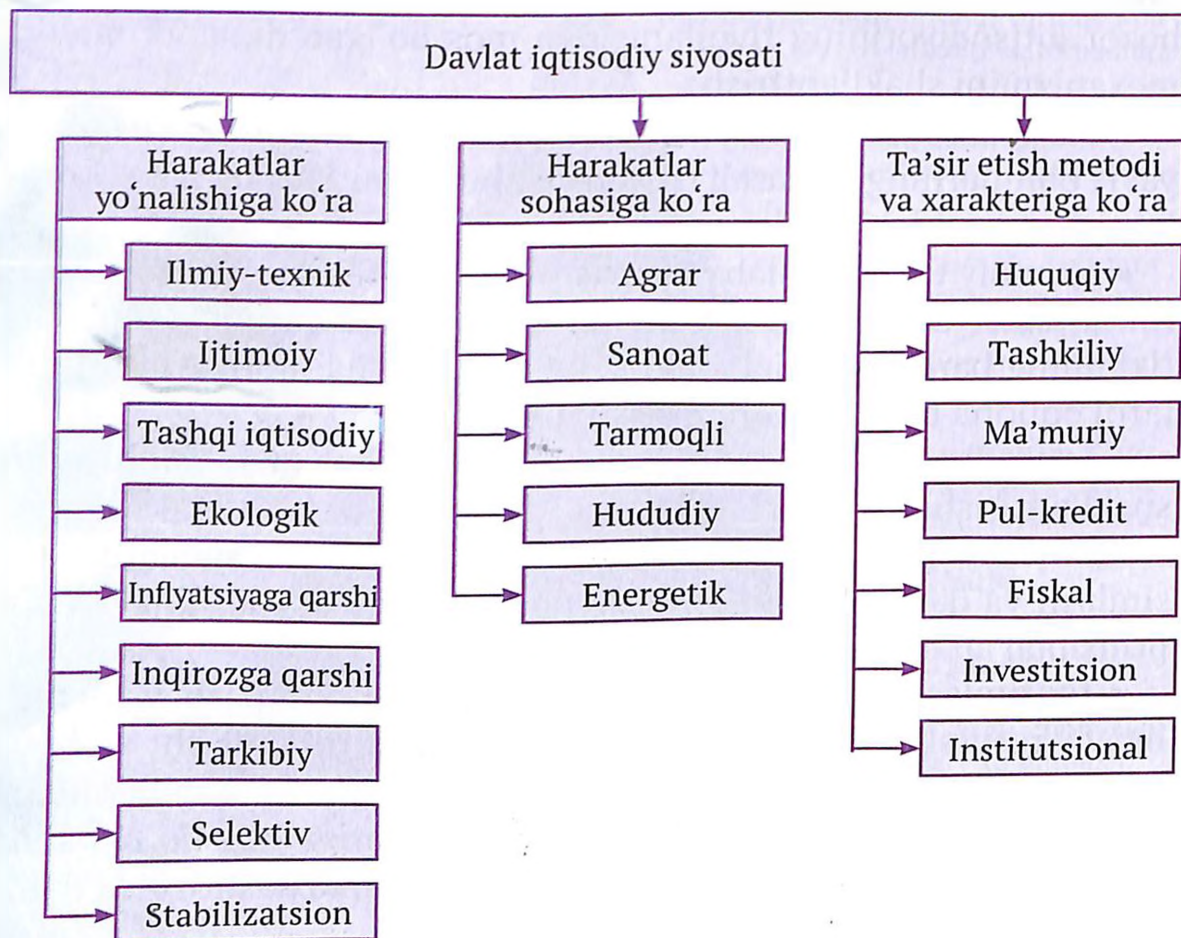 Davlat iqtisodiy siyosati
Harakatlar
yo‘nalishiga ko‘ra
Ilmiy-texnik
Ijtimoiy
Tashqi iqtisodiy
Ekologik
Inflyatsiyaga qarshi
Inqirozga qarshi
Tarkibiy
Selektiv
Stabilizatsion
Harakatlar
sohasiga ko‘ra
Agrar
Sanoat
Tarmoqli
Hududiy
Energetik
Ta’sir etish metodi
va xarakteriga ko‘ra
Huquqiy
Tashkiliy
Ma’muriy
Pul-kredit
Fiskal
Investitsion
Institutsional